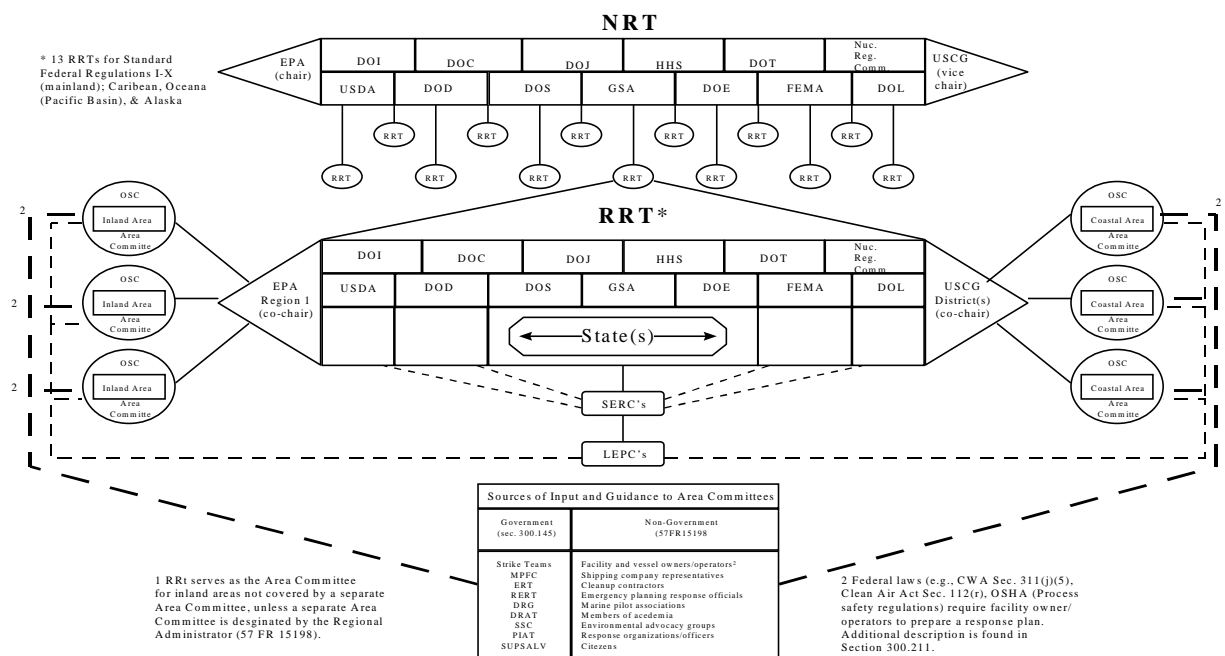 NRT
* 13 RRTs for Standard
Federal Regulations I-X
(mainland); Caribean, Oceana
(Pacific Basin), & Alaska
EPA
(chair)
DOI
DOC
DOJ
HHS
DOT
Nuc.
Reg.
Comm.
USCG
(vice
chair)
USDA
DOD
DOS
GSA
DOE
FEMA
DOL
RRT
RRT
RRT
RRT
RRT
RRT
RRT
RRT
RRT
RRT
RRT
RRT
RRT
RRT*
2
OSC
Inland Area
Area
Committe
2
OSC
Inland Area
Area
Committe
2
OSC
Inland Area
Area
Committe
EPA
Region 1
(co-chair)
DOI
DOC
DOJ
HHS
DOT
Nuc.
Reg.
Comm.
USDA
DOD
DOS
GSA
DOE
FEMA
DOL
State(s)
USCG
District(s)
(co-chair)
2
OSC
Coastal Area
Area
Committe
OSC
Coastal Area
Area
Committe
OSC
Coastal Area
Area
Committe
SERC's
LEPC's
Sources of Input and Guidance to Area Committees
Government
(sec. 300.145)
Non-Government
(57FR15198
Strike Teams
MPFC
ERT
RERT
DRG
DRAT
SSC
PIAT
SUPSALV
Facility and vessel owners/operators²
Shipping company representatives
Cleanup contractors
Emergency planning response officials
Marine pilot associations
Members of acedemia
Environmental advocacy groups
Response organizations/officers
Citezens
1 RRt serves as the Area Committee
for inland areas not covered by a separate
Area Committee, unless a separate Area
Committee is desginated by the Regional
Administrator (57 FR 15198).
2 Federal laws (e.g., CWA Sec. 311(j)(5),
Clean Air Act Sec. 112(r), OSHA (Process
safety regulations) require facility owner/
operators to prepare a response plan.
Additional description is found in
Section 300.211.